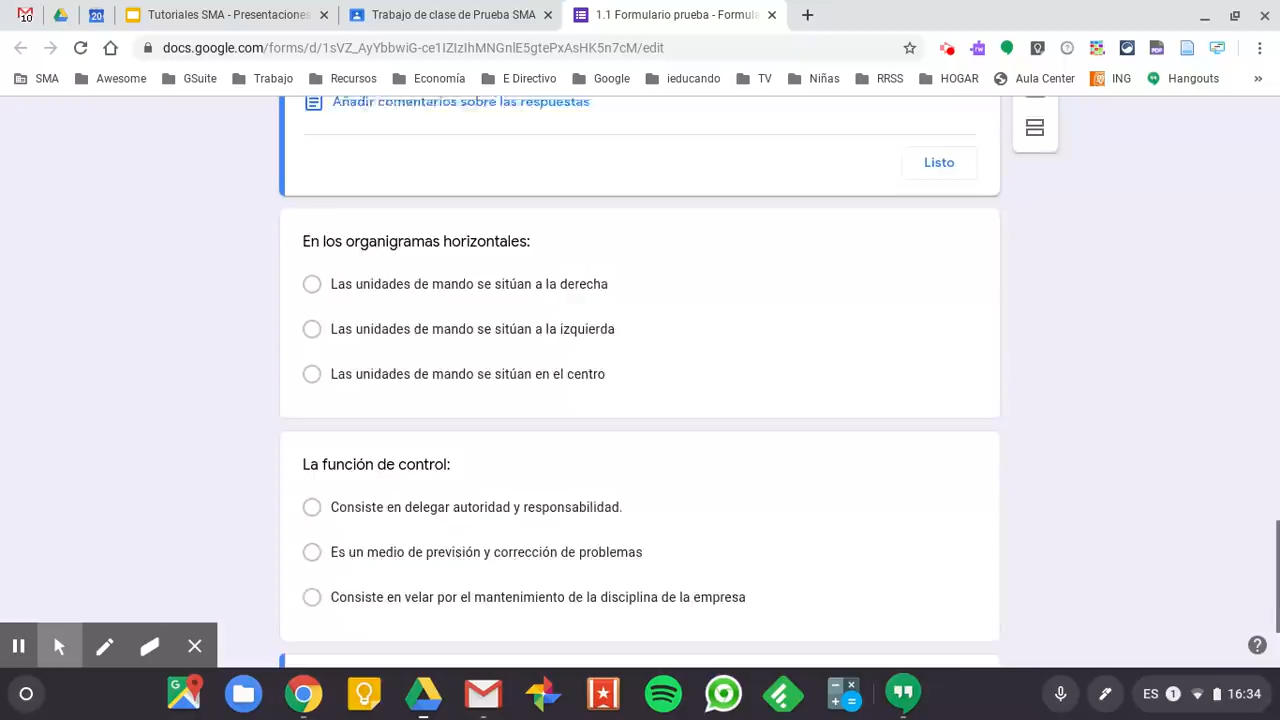 10
20
Tutoriales SMA - Presentaciones
Trabajo de clase de Prueba SMA
1.1 Formulario prueba - Formula
docs.google.com/forms/d/1sVZ_AyYbbwiG-ce1IZIzIhMNGnlE5gtePxAsHK5n7cM/edit
SMA
Awesome
GSuite
Trabajo
Recursos
Economía
E Directivo
Google
ieducando
TV
Niñas
RRSS
HOGAR
Aula Center
ING
Hangouts
Añadir comentarios sobre las respuestas
Listo
En los organigramas horizontales:
Las unidades de mando se sitúan a la derecha
Las unidades de mando se sitúan a la izquierda
Las unidades de mando se sitúan en el centro
La función de control:
Consiste en delegar autoridad y responsabilidad.
Es un medio de previsión y corrección de problemas
Consiste en velar por el mantenimiento de la disciplina de la empresa
ES 1 16:34